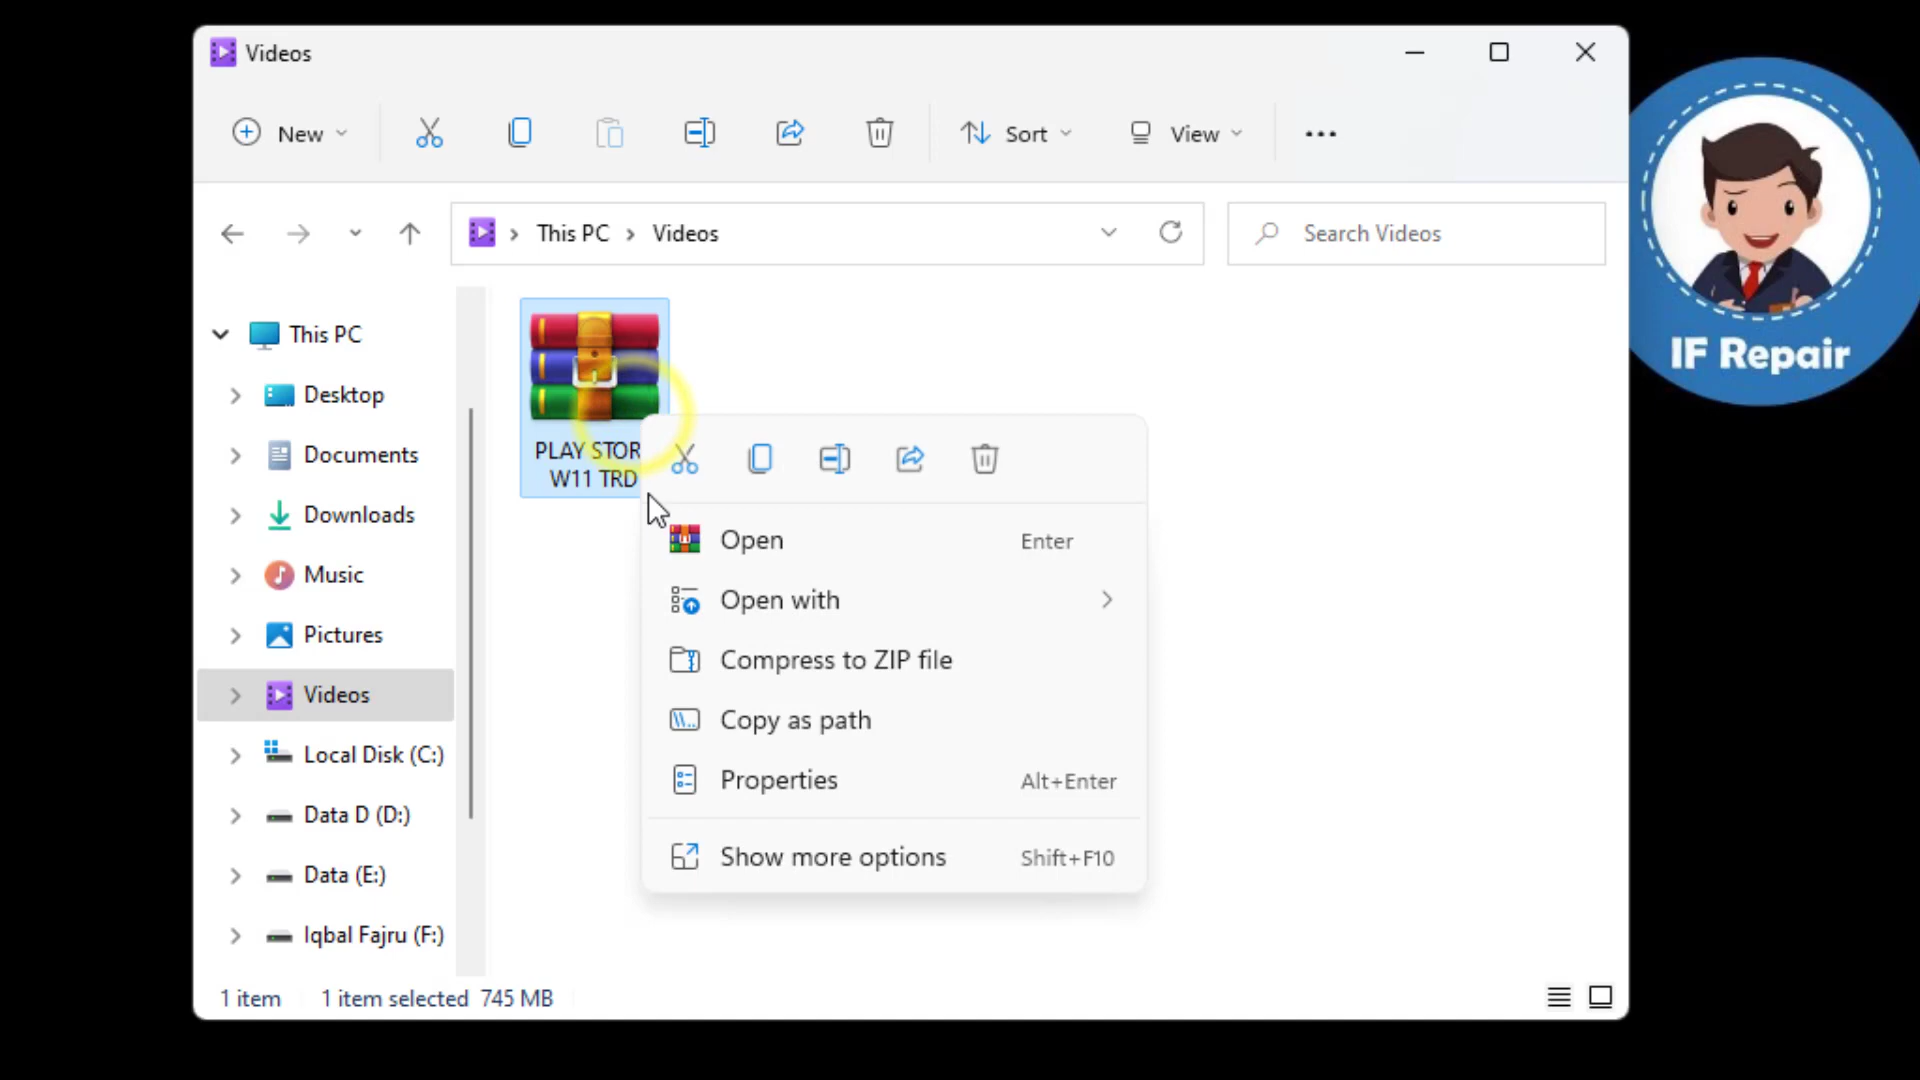 Videos
New
Sort
View
This PC
Videos
Search Videos
This PC
Desktop
Documents
Downloads
Music
Pictures
Videos
Local Disk (C:)
Data D (D:)
Data (E:)
Iqbal Fajru (F:)
PLAY STOR
W11 TRD
Open Enter
Open with
Compress to ZIP file
Copy as path
Properties Alt+Enter
Show more options Shift+F10
1 item 1 item selected 745 MB
IF Repair